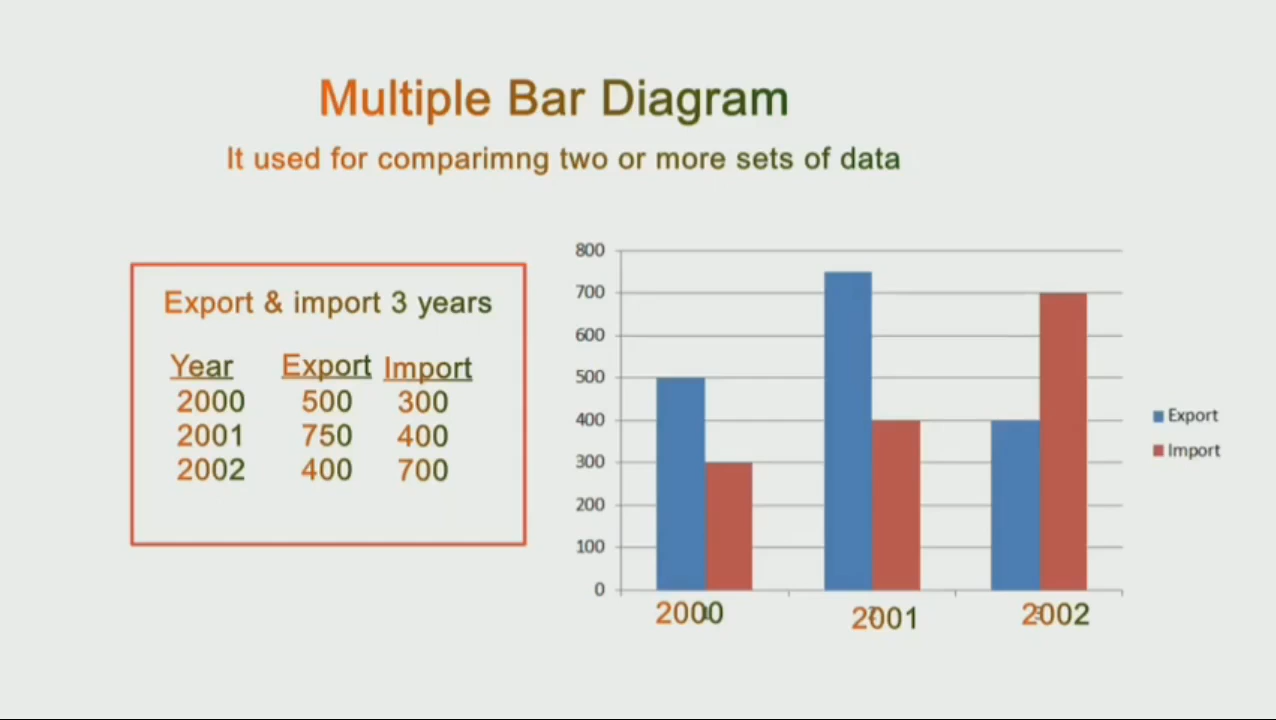 Multiple Bar Diagram
It used for comparimng two or more sets of data
Export & import 3 years
Year Export Import
2000 500 300
2001 750 400
2002 400 700
800
700
600
500
400
300
200
100
0
2000 2001 2002
Export
Import